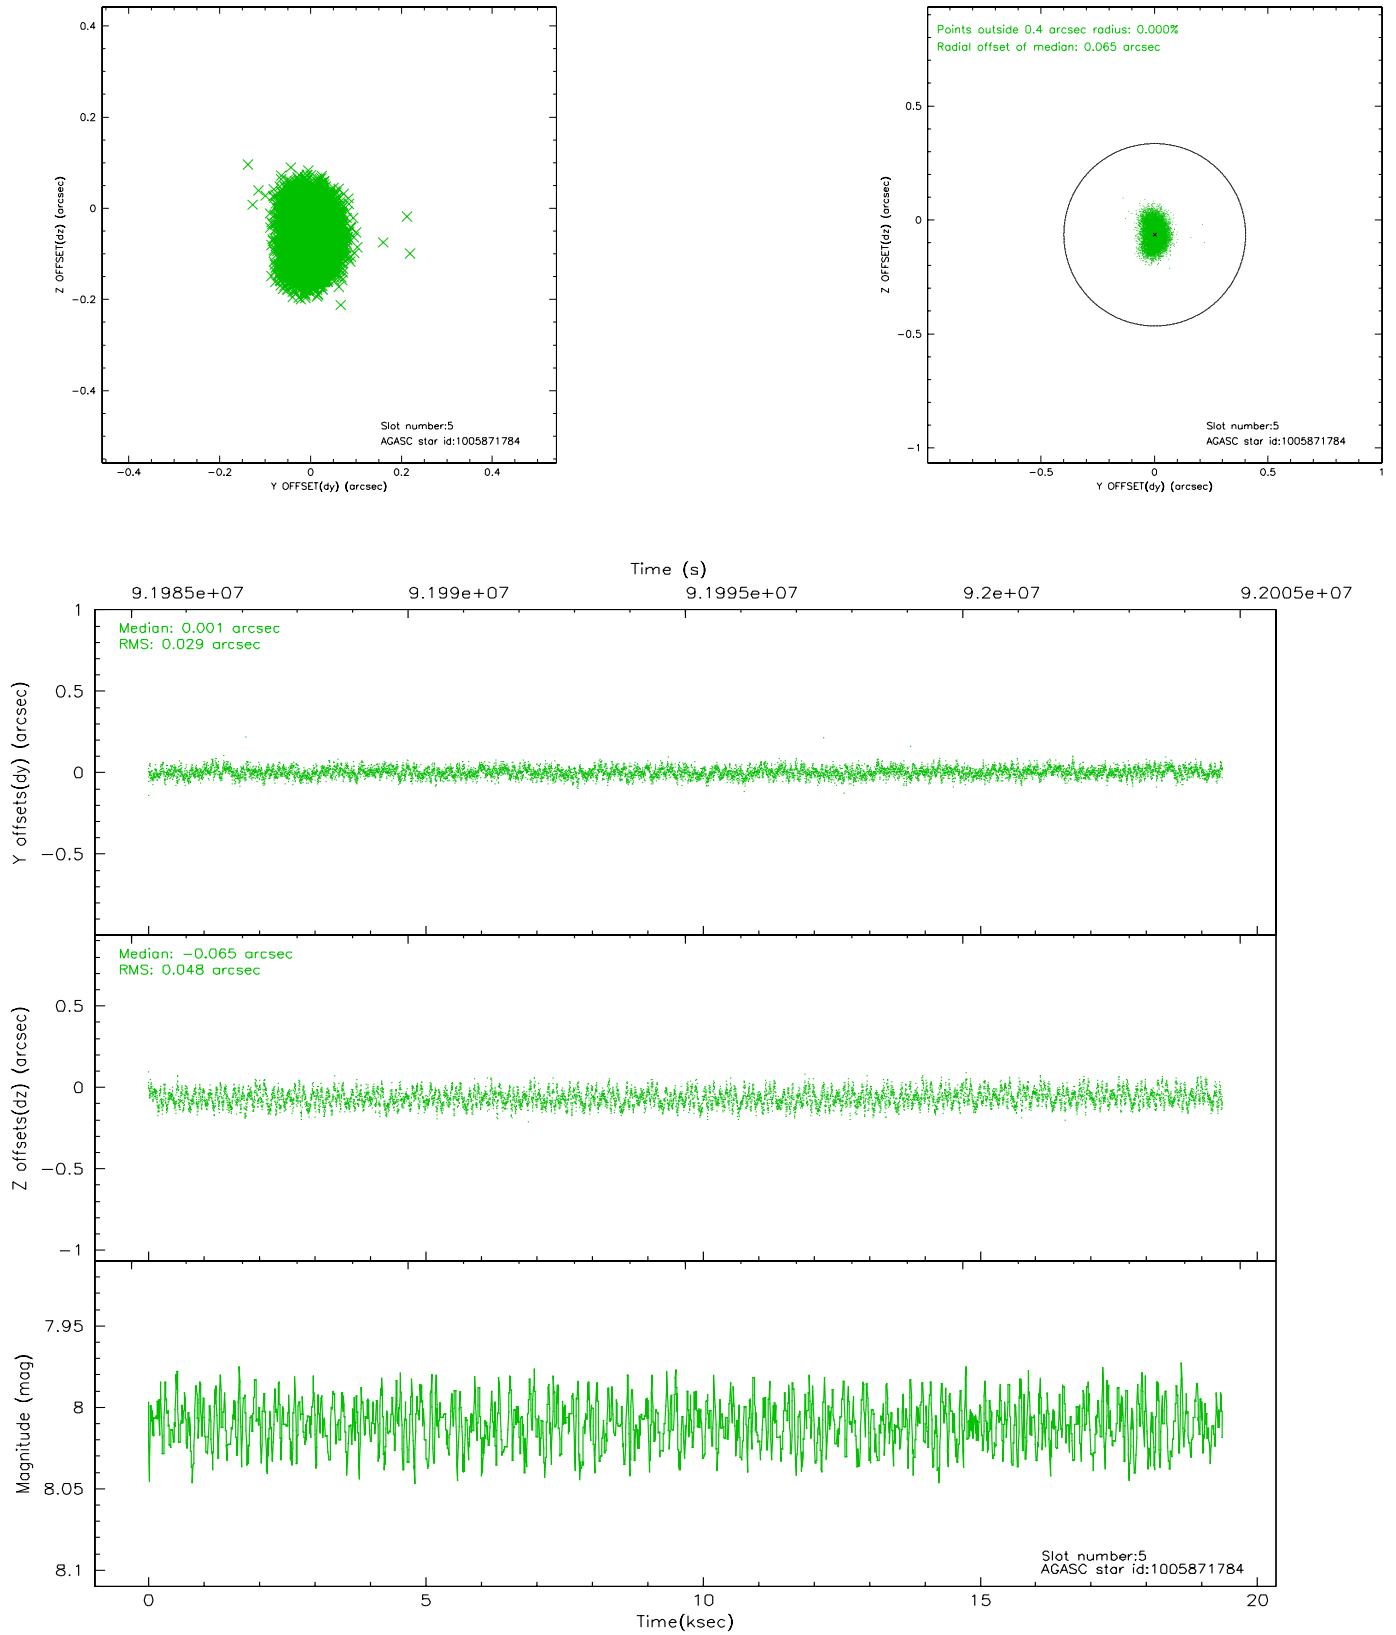 0.4
0.2
0
−0.2
−0.4
Z OFFSET(dz) (arcsec)
Slot number:5
AGASC star id:1005871784
−0.4
−0.2
0
0.2
0.4
Y OFFSET(dy) (arcsec)
Points outside 0.4 arcsec radius: 0.000%
Radial offset of median: 0.065 arcsec
0.5
0
−0.5
−1
Z OFFSET(dz) (arcsec)
Slot number:5
AGASC star id:1005871784
−0.5
0
0.5
1
Y OFFSET(dy) (arcsec)
Time (s)
9.1985e+07
9.199e+07
9.1995e+07
9.2e+07
9.2005e+07
Median: 0.001 arcsec
RMS: 0.029 arcsec
1
0.5
0
−0.5
Y offsets(dy) (arcsec)
Median: −0.065 arcsec
RMS: 0.048 arcsec
0.5
0
−0.5
−1
Z offsets(dz) (arcsec)
7.95
8
8.05
8.1
Magnitude (mag)
Slot number:5
AGASC star id:1005871784
0
5
10
15
20
Time(ksec)